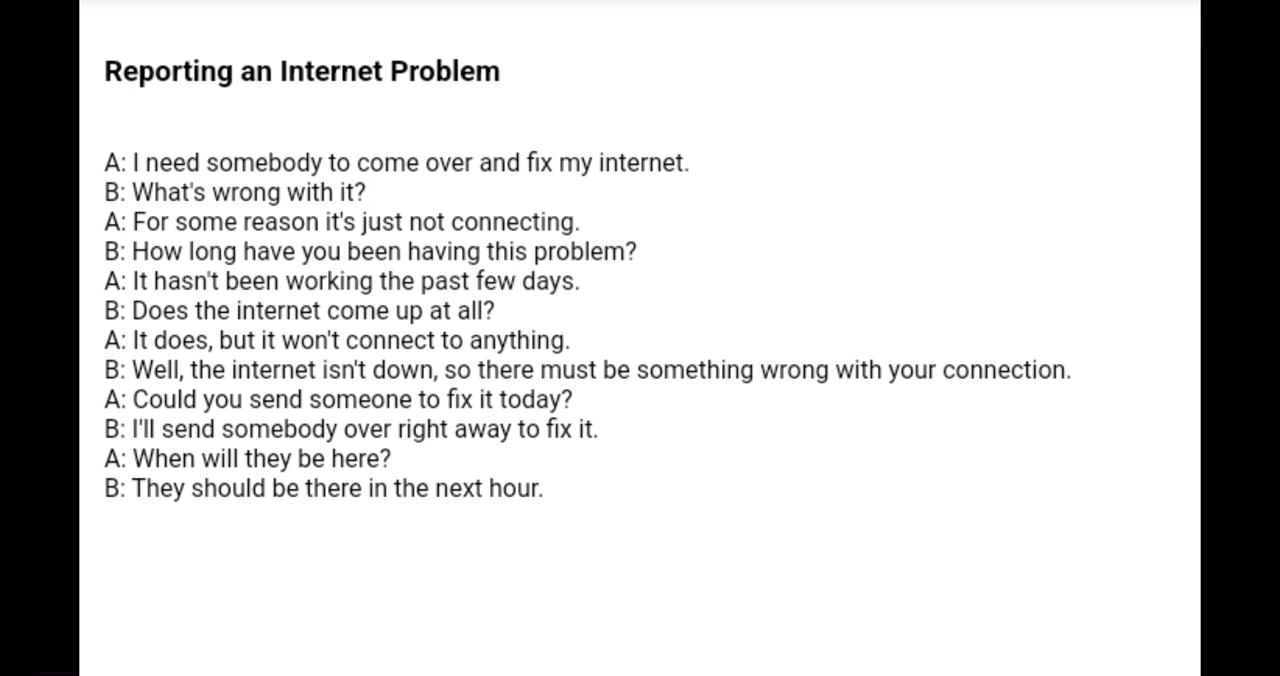 Reporting an Internet Problem
A: I need somebody to come over and fix my internet.
B: What's wrong with it?
A: For some reason it's just not connecting.
B: How long have you been having this problem?
A: It hasn't been working the past few days.
B: Does the internet come up at all?
A: It does, but it won't connect to anything.
B: Well, the internet isn't down, so there must be something wrong with your connection.
A: Could you send someone to fix it today?
B: I'll send somebody over right away to fix it.
A: When will they be here?
B: They should be there in the next hour.